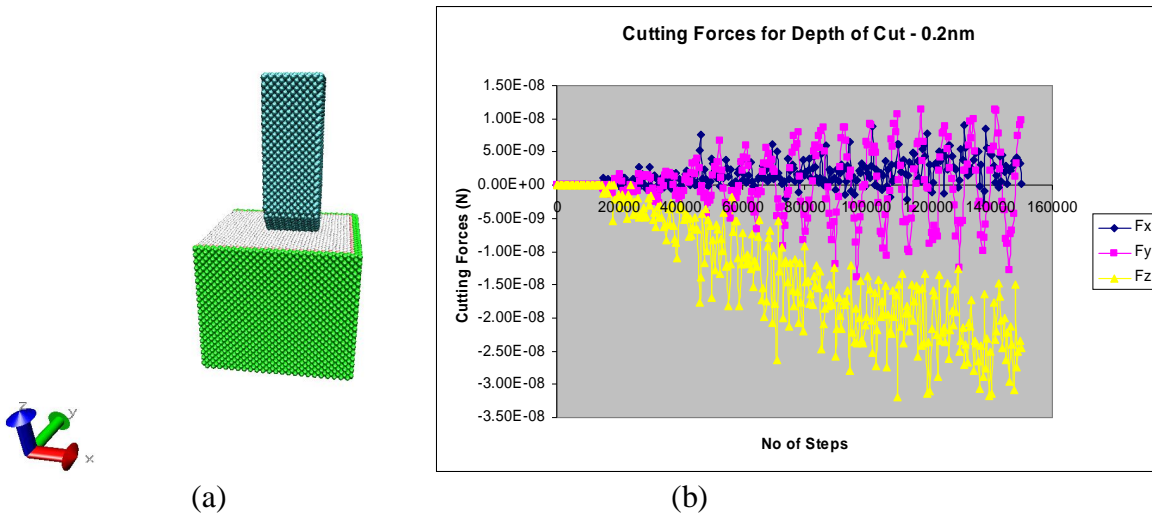 Cutting Forces for Depth of Cut - 0.2nm
1.50E-08
1.00E-08
5.00E-09
0.00E+00
-5.00E-09
-1.00E-08
-1.50E-08
-2.00E-08
-2.50E-08
-3.00E-08
-3.50E-08
0 20000 40000 60000 80000 100000 120000 140000 160000
Cutting Forces (N)
No of Steps
Fx
Fy
Fz
z
y
x
(a) (b)